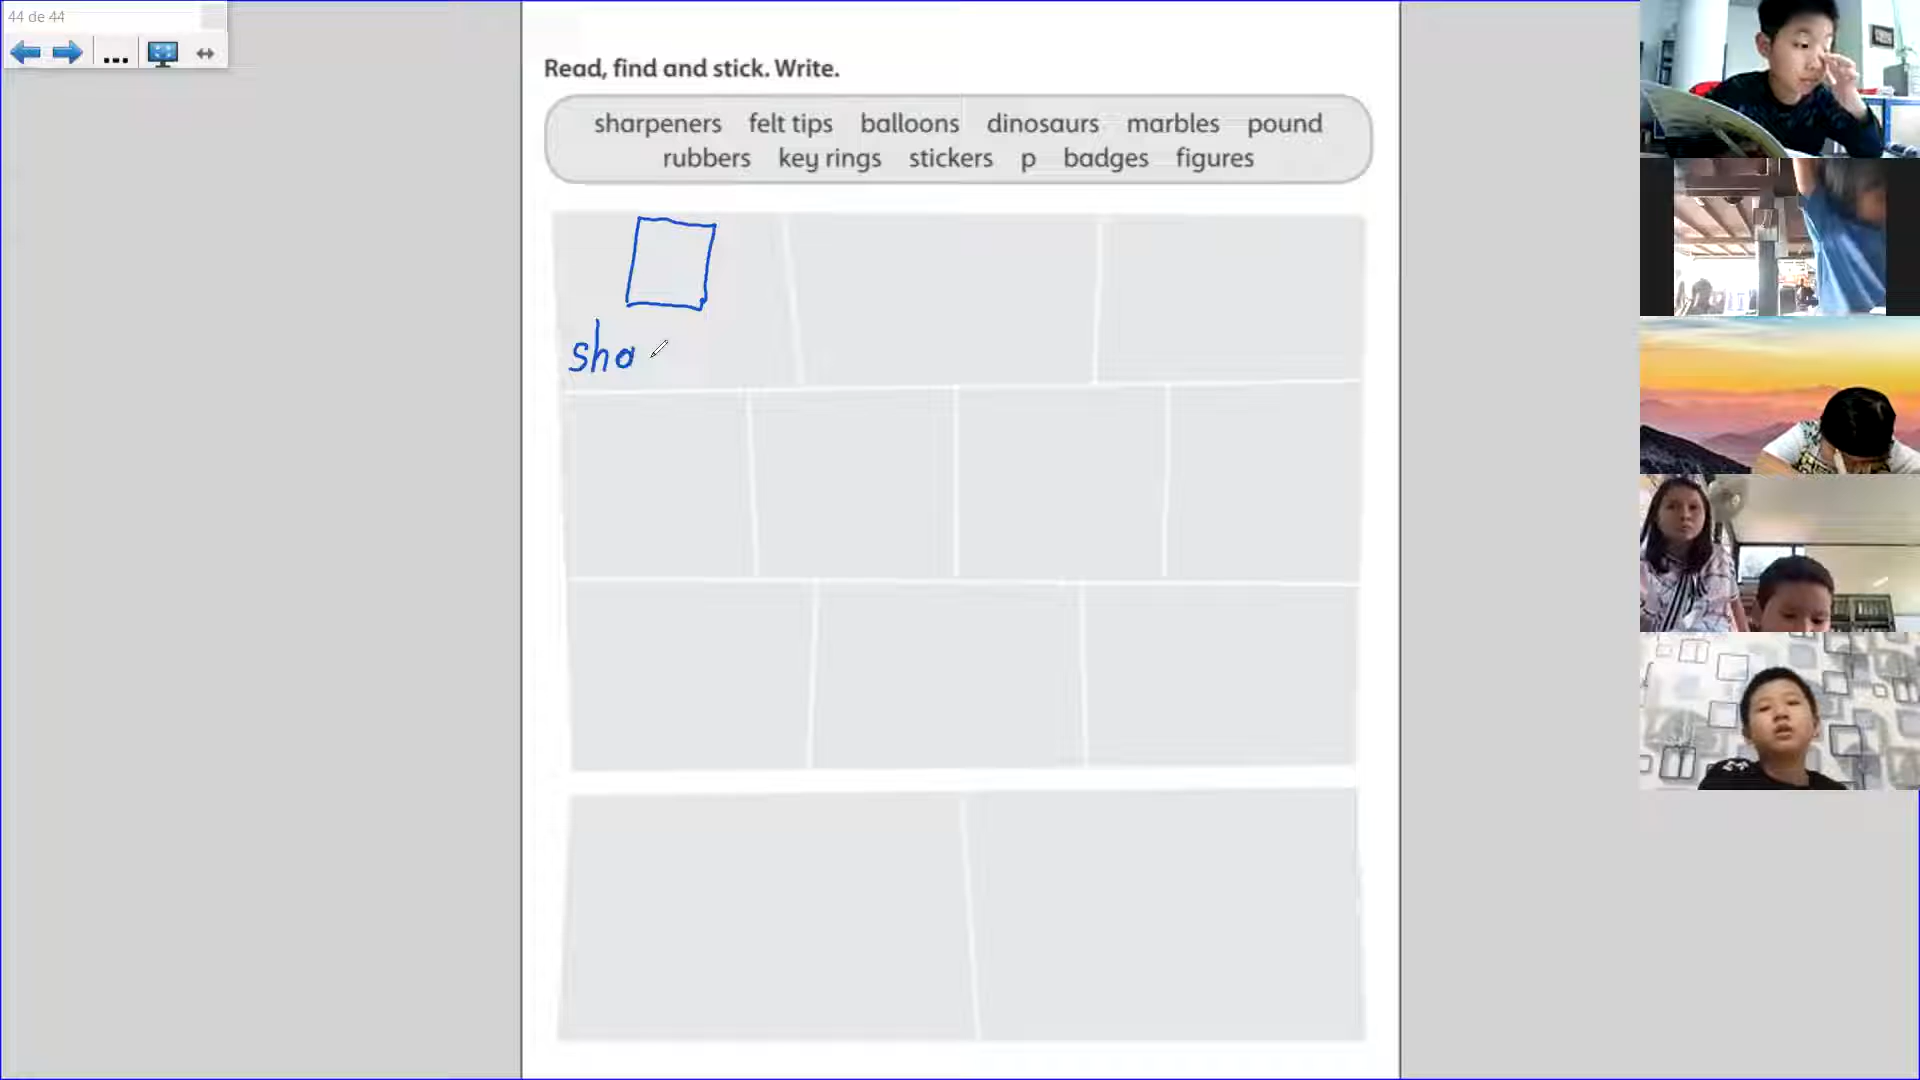 44 de 44
Read, find and stick. Write.
sharpeners felt tips balloons dinosaurs marbles pound
rubbers key rings stickers p badges figures
sha